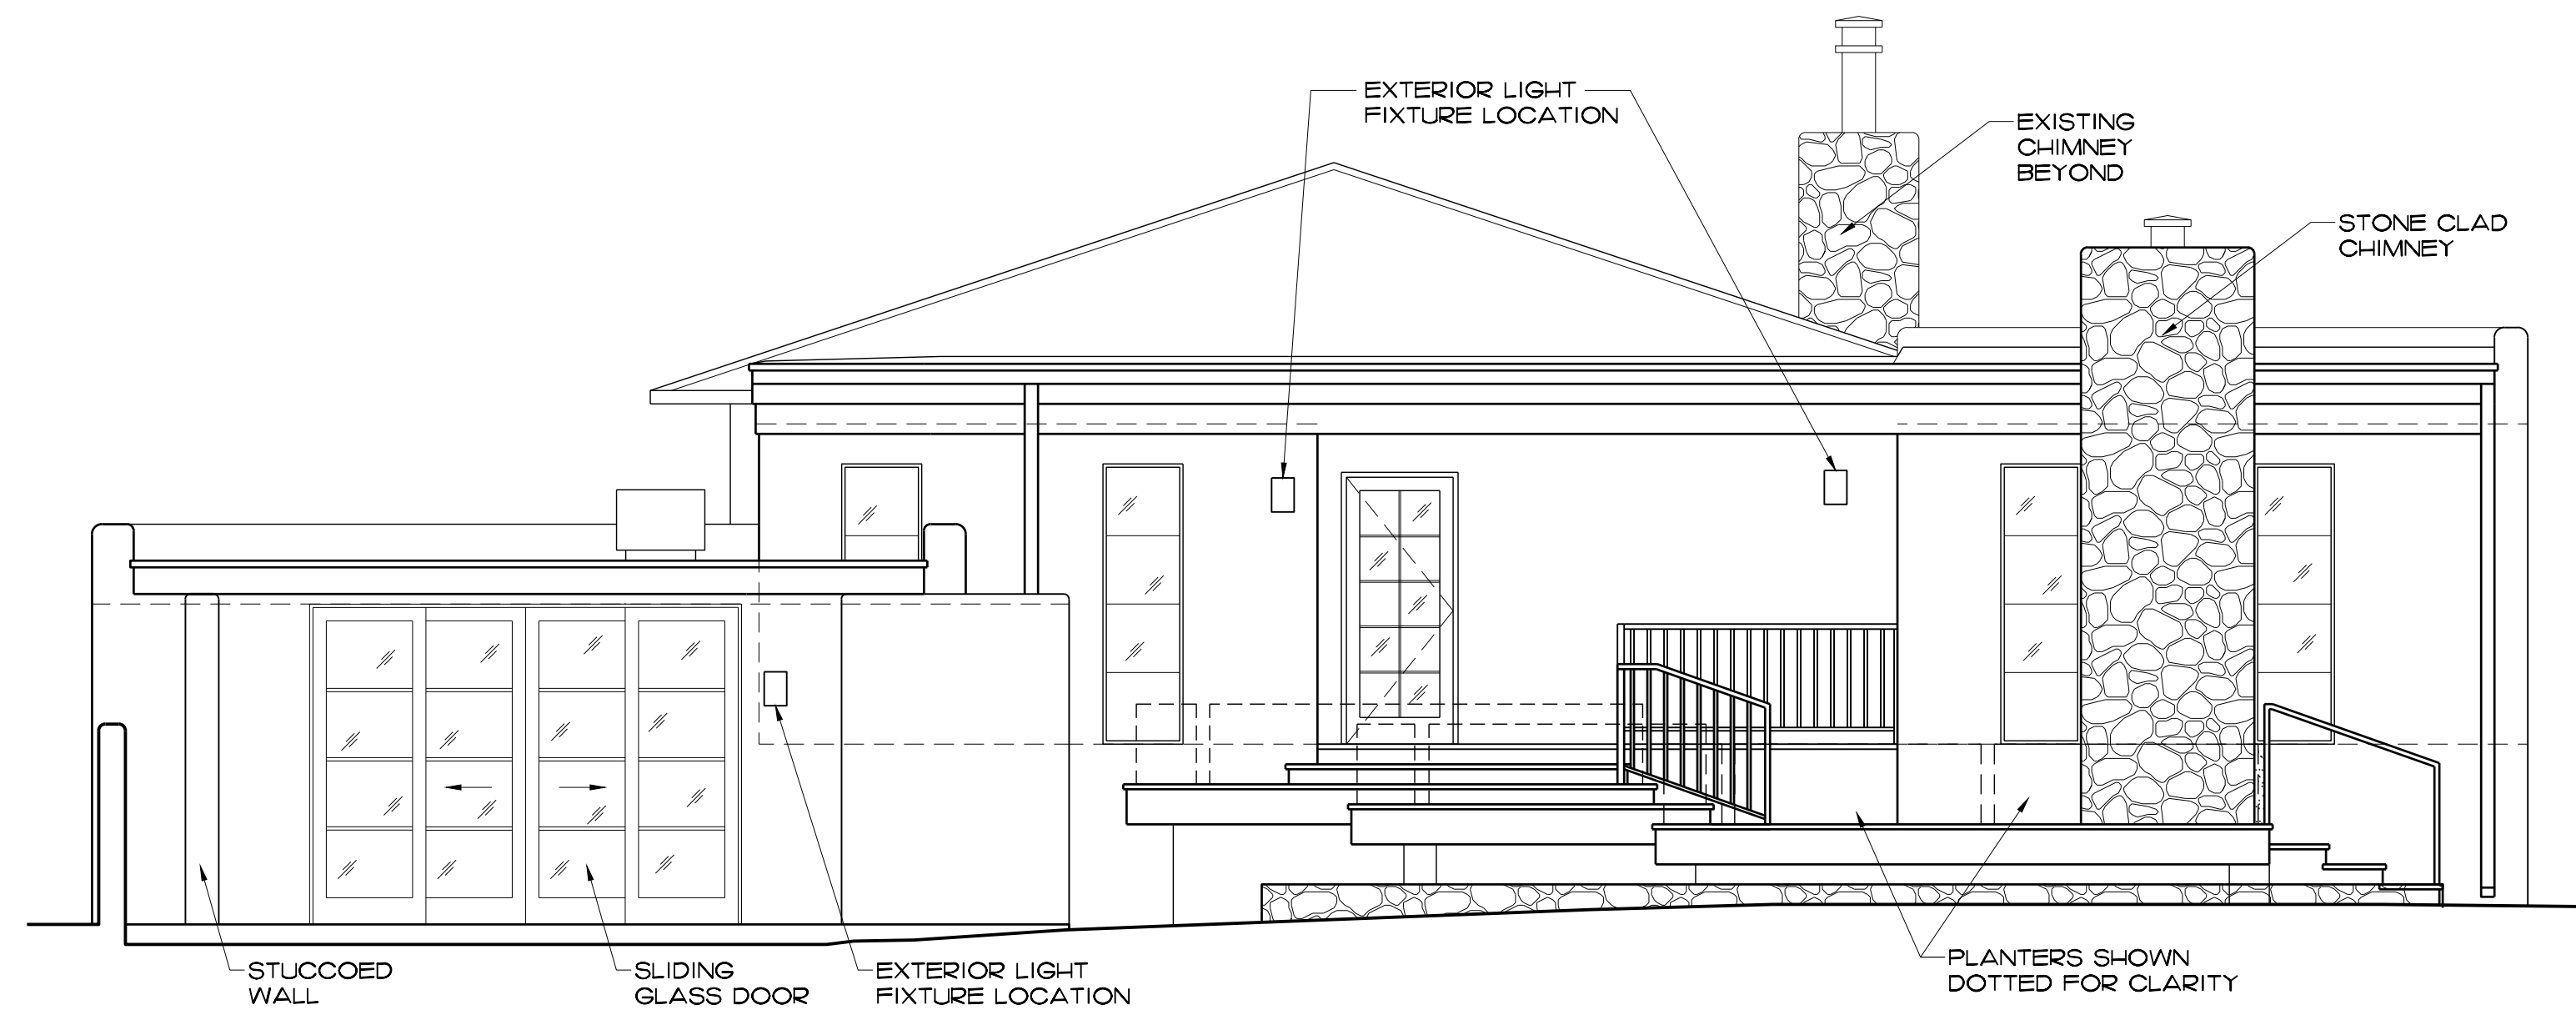 EXTERIOR LIGHT
FIXTURE LOCATION
EXISTING
CHIMNEY
BEYOND
STONE CLAD
CHIMNEY
STUCCOED
WALL
SLIDING
GLASS DOOR
EXTERIOR LIGHT
FIXTURE LOCATION
PLANTERS SHOWN
DOTTED FOR CLARITY